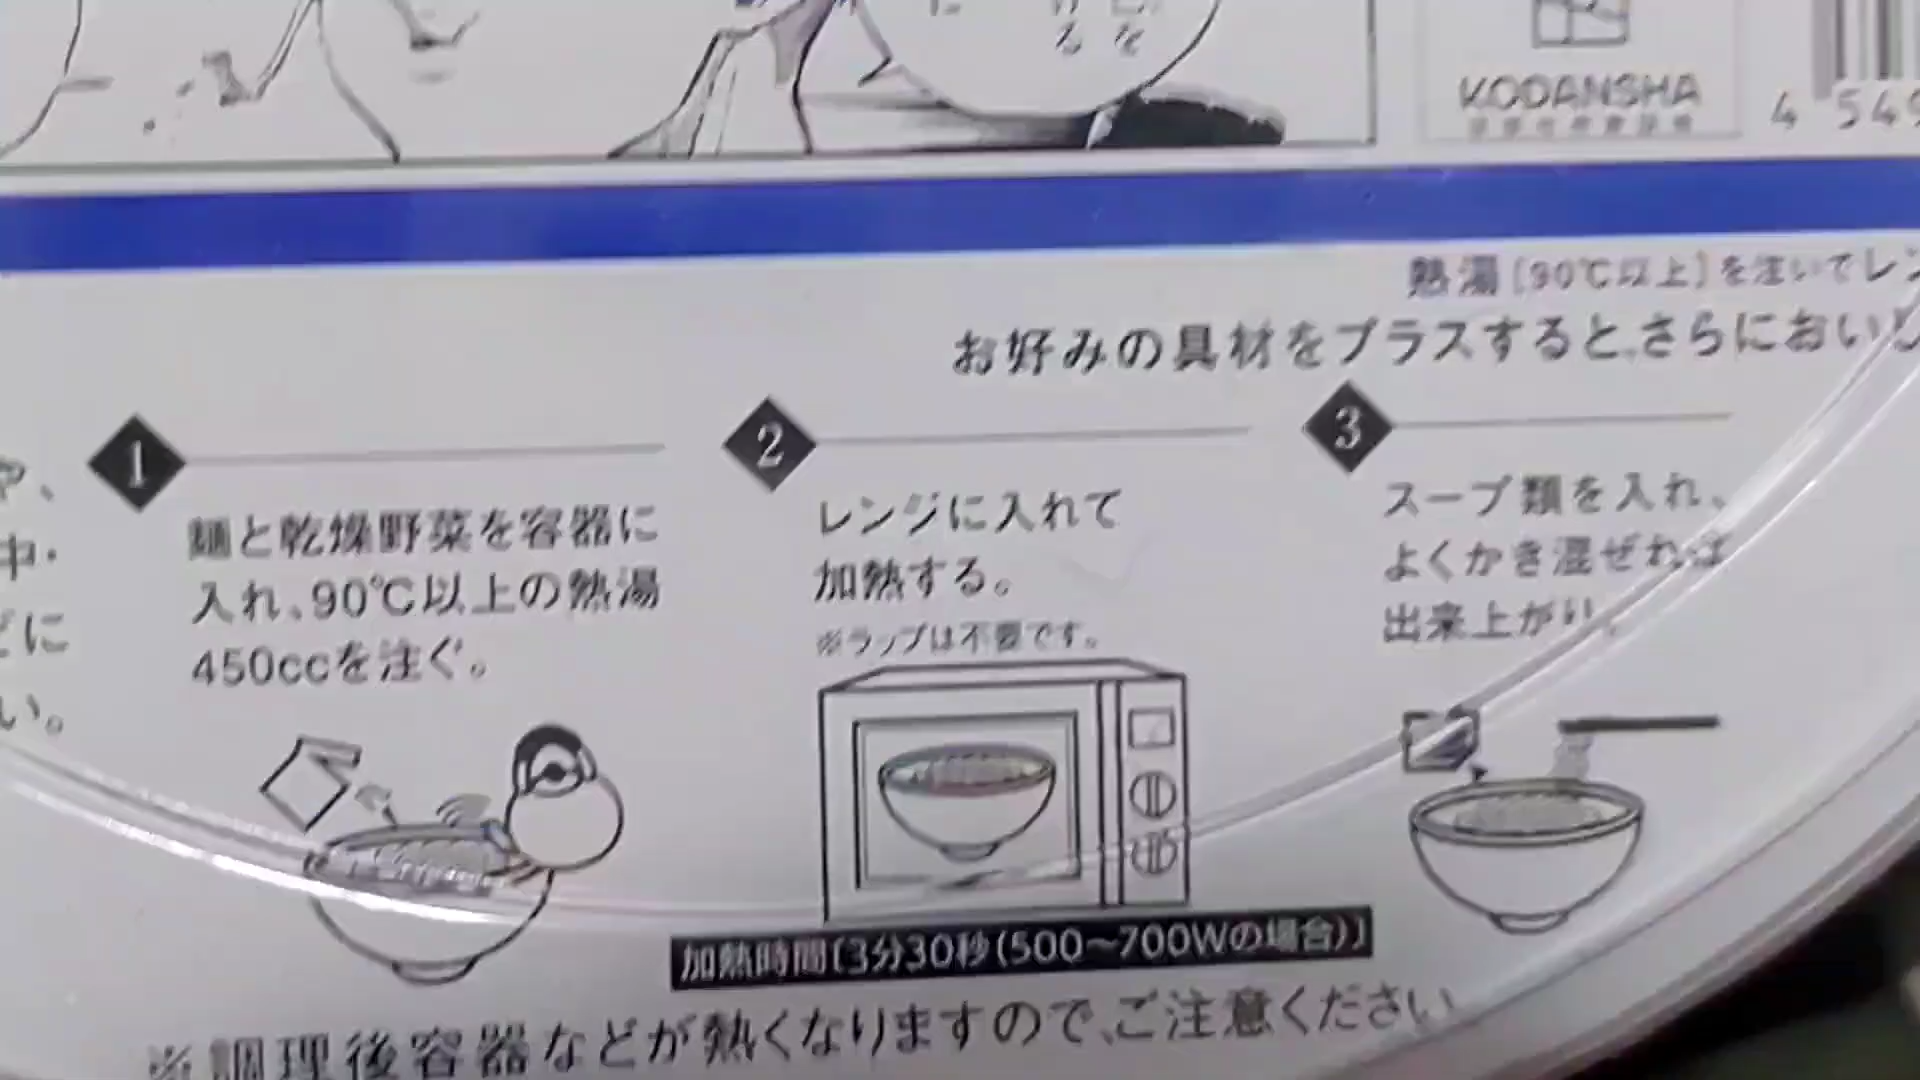 る を
KODANSHA
4 549
熱湯[90℃以上]を注いでレン
お好みの具材をプラスすると、さらにおいし
1
麺と乾燥野菜を容器に
入れ、90℃以上の熱湯
450ccを注ぐ。
2
レンジに入れて
加熱する。
※ラップは不要です。
加熱時間[3分30秒(500〜700Wの場合)]
3
スープ類を入れ、
よくかき混ぜれば
出来上がり。
※調理後容器などが熱くなりますので、ご注意ください